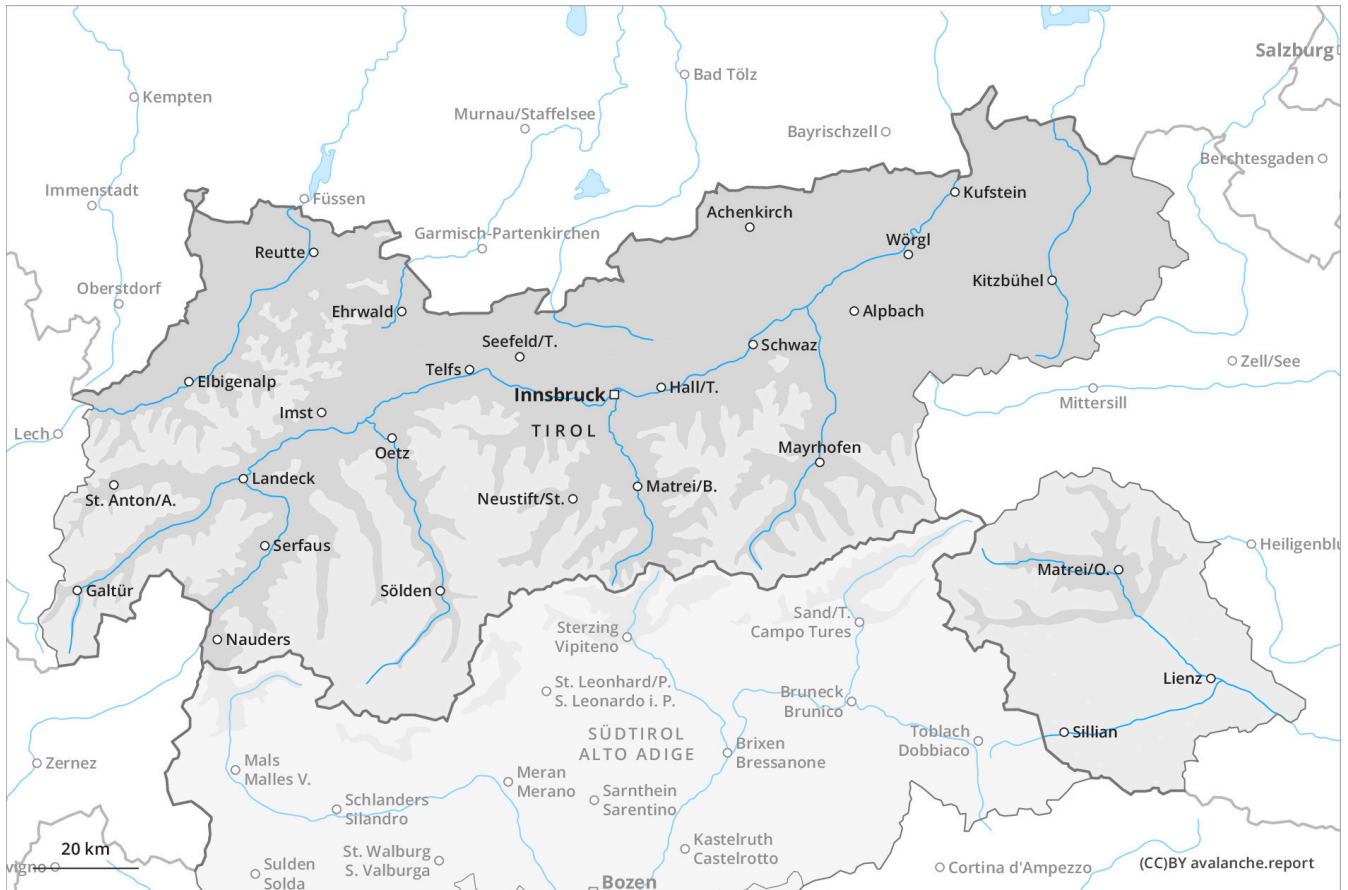 Salzburg
Bad Tölz
Kempten
Murnau/Staffelsee
Bayrischzell
Berchtesgaden
Immenstadt
Füssen
Kufstein
Achenkirch
Garmisch-Partenkirchen
Wörgl
Reutte
Kitzbühel
Oberstdorf
Ehrwald
Alpbach
Seefeld/T.
Schwaz
Telfs
Zell/See
Elbigenalp
Hall/T.
Innsbruck
Mittersill
Imst
TIROL
Lech
Oetz
Mayrhofen
Landeck
St. Anton/A.
Neustift/St.
Matrei/B.
Serfaus
Heiligenblu
Matrei/O.
Galtür
Sölden
Sand/T.
Campo Tures
Nauders
Sterzing
Vipiteno
Lienz
St. Leonhard/P.
S. Leonardo i. P.
Bruneck
Brunico
SÜDTIROL
ALTO ADIGE
Toblach
Dobbiaco
Sillian
Brixen
Bressanone
Zernez
Mals
Malles V.
Meran
Merano
Sarnthein
Sarentino
Schlanders
Silandro
20 km
St. Walburg
S. Valburga
Kastelruth
Castelrotto
vigno
Sulden
Solda
Cortina d'Ampezzo
(CC)BY avalanche.report
Bozen